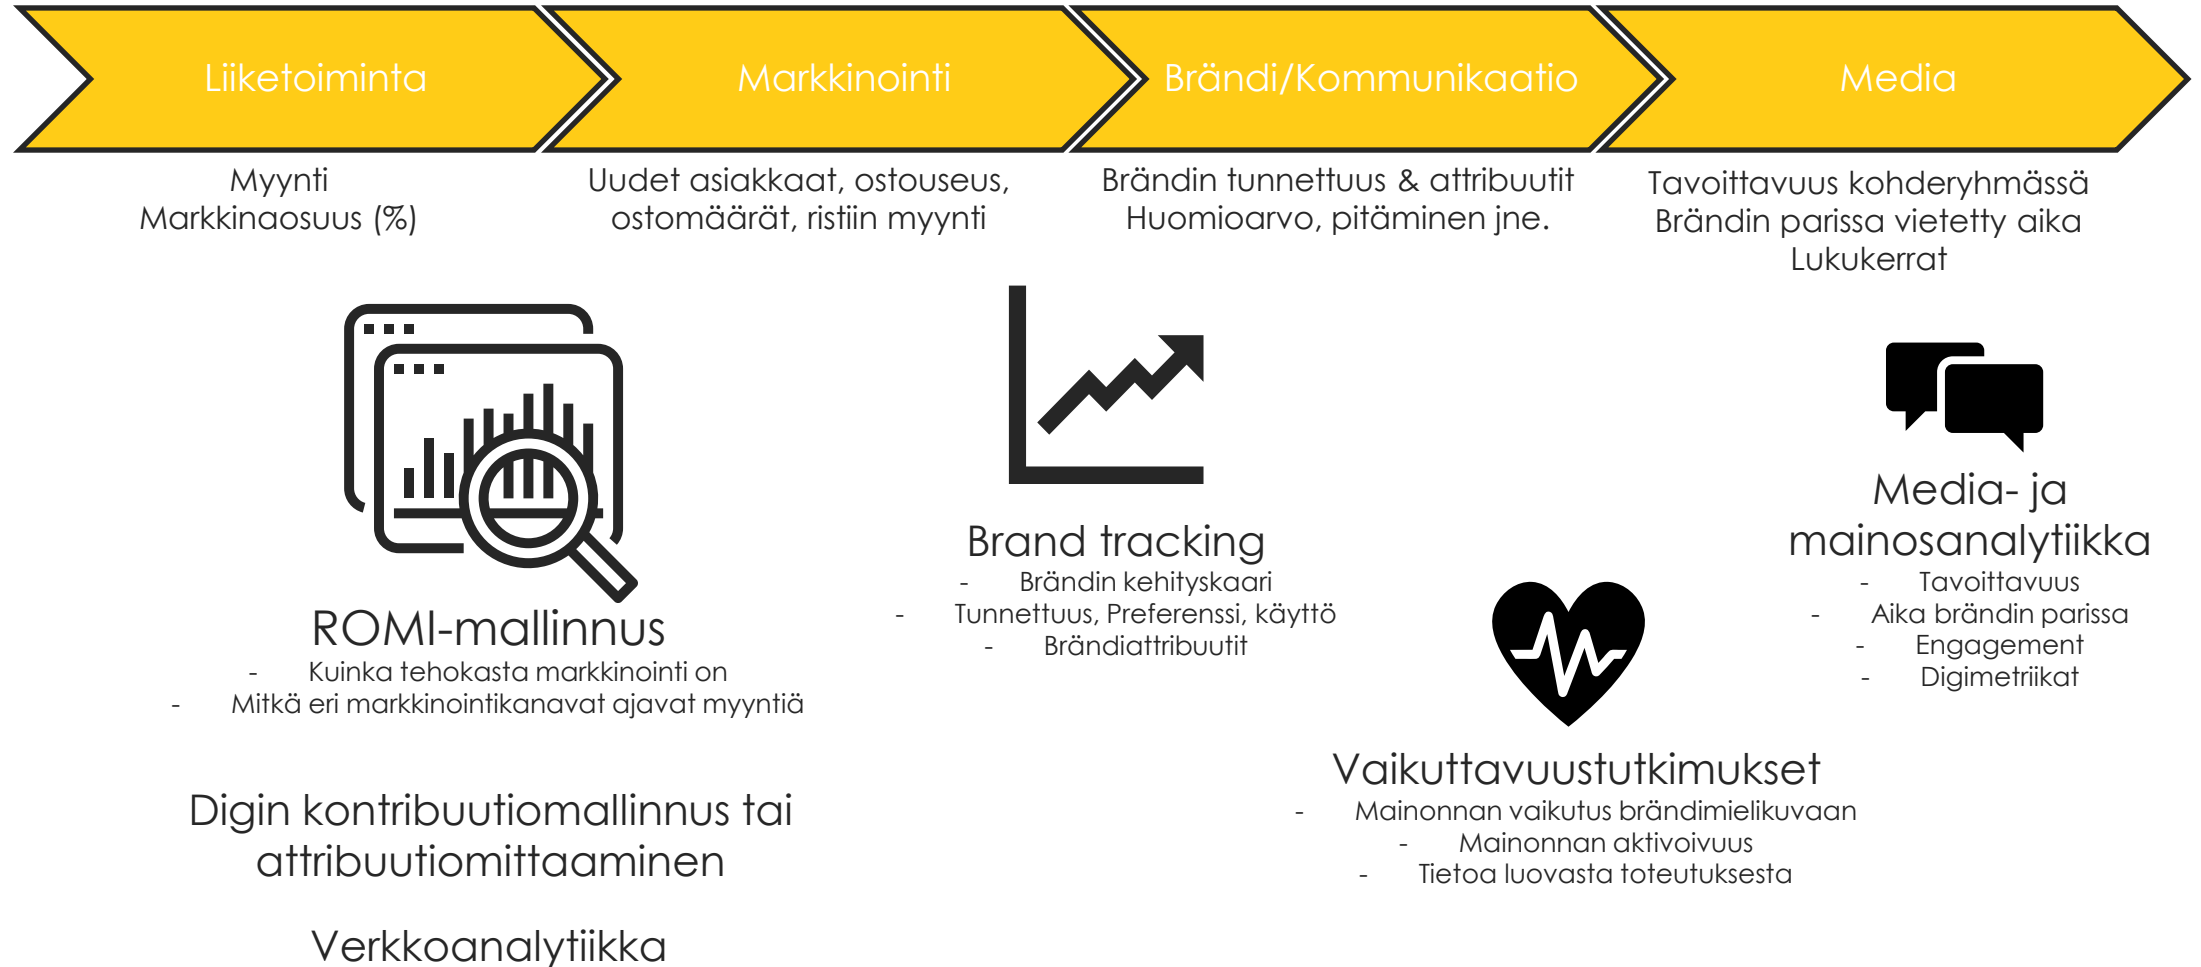 Liiketoiminta
Markkinointi
Brändi/Kommunikaatio
Media
Myynti
Markkinaosuus (%)
Uudet asiakkaat, ostouseus,
ostomäärät, ristiin myynti
Brändin tunnettuus & attribuutit
Huomioarvo, pitäminen jne.
Tavoittavuus kohderyhmässä
Brändin parissa vietetty aika
Lukukerrat
ROMI-mallinnus
- Kuinka tehokasta markkinointi on
- Mitkä eri markkinointikanavat ajavat myyntiä
Digin kontribuutiomallinnus tai
attribuutiomittaaminen
Verkkoanalytiikka
Brand tracking
- Brändin kehityskaari
- Tunnettuus, Preferenssi, käyttö
- Brändiattribuutit
Vaikuttavuustutkimukset
- Mainonnan vaikutus brändimielikuvaan
- Mainonnan aktivoivuus
- Tietoa luovasta toteutuksesta
Media- ja
mainosanalytiikka
- Tavoittavuus
- Aika brändin parissa
- Engagement
- Digimetriikat